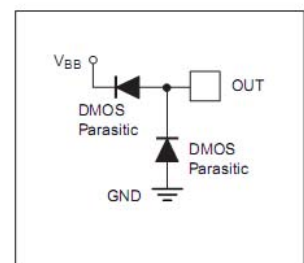 VBB
OUT
DMOS
Parasitic
DMOS
Parasitic
GND